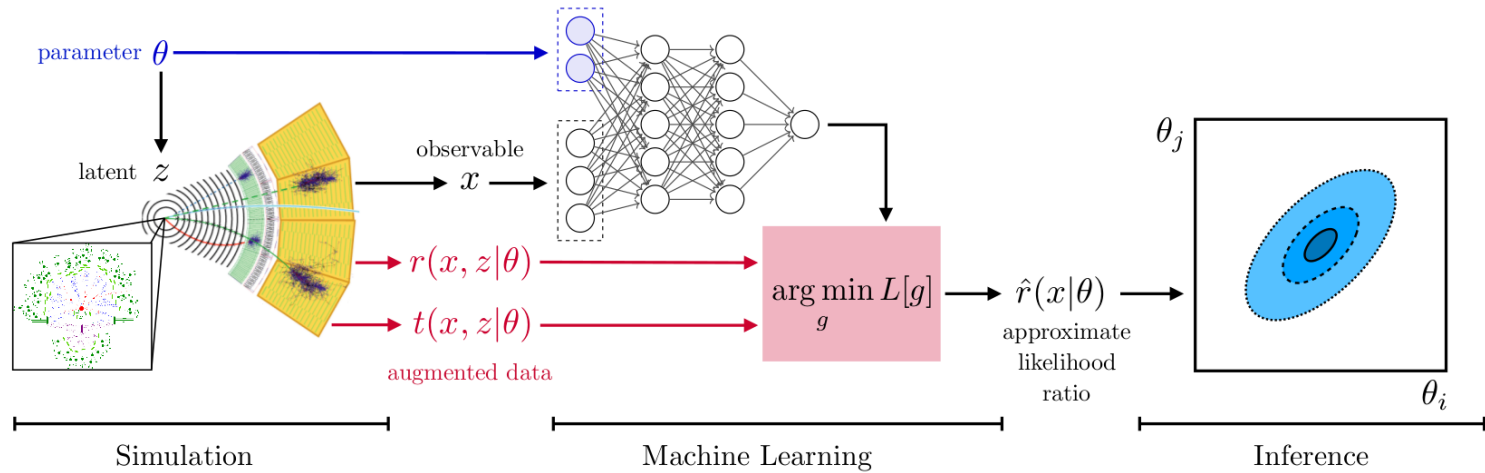 parameter θ
latent z
observable
x
r(x, z|θ)
t(x, z|θ)
augmented data
arg min L[g]
g
r̂(x|θ)
approximate
likelihood
ratio
θj
θi
Simulation
Machine Learning
Inference